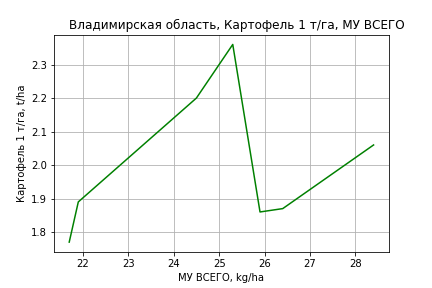 Владимирская область, Картофель 1 т/га, МУ ВСЕГО
Картофель 1 т/га, t/ha
2.3
2.2
2.1
2.0
1.9
1.8
22 23 24 25 26 27 28
МУ ВСЕГО, kg/ha